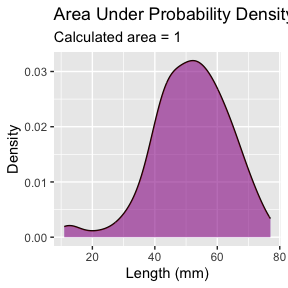 Area Under Probability Density
Calculated area = 1
0.03
0.02
0.01
0.00
Density
20 40 60 80
Length (mm)